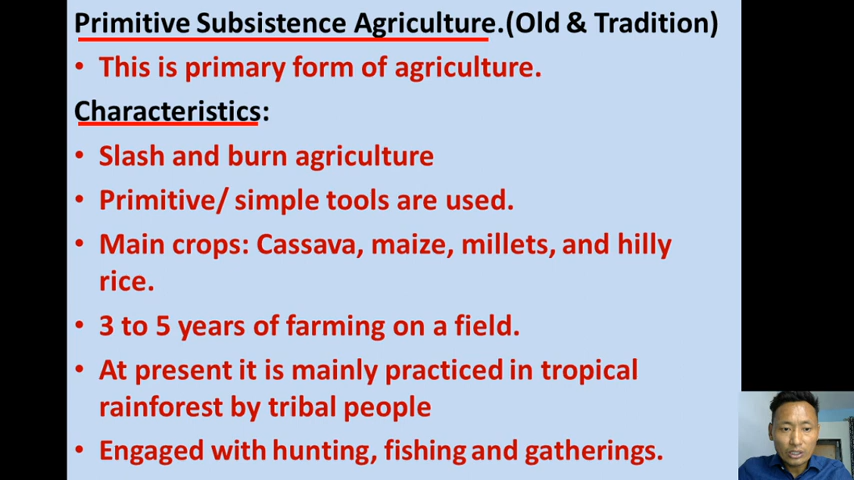 Primitive Subsistence Agriculture.(Old & Tradition)
• This is primary form of agriculture.
Characteristics:
• Slash and burn agriculture
• Primitive/ simple tools are used.
• Main crops: Cassava, maize, millets, and hilly
rice.
• 3 to 5 years of farming on a field.
• At present it is mainly practiced in tropical
rainforest by tribal people
• Engaged with hunting, fishing and gatherings.